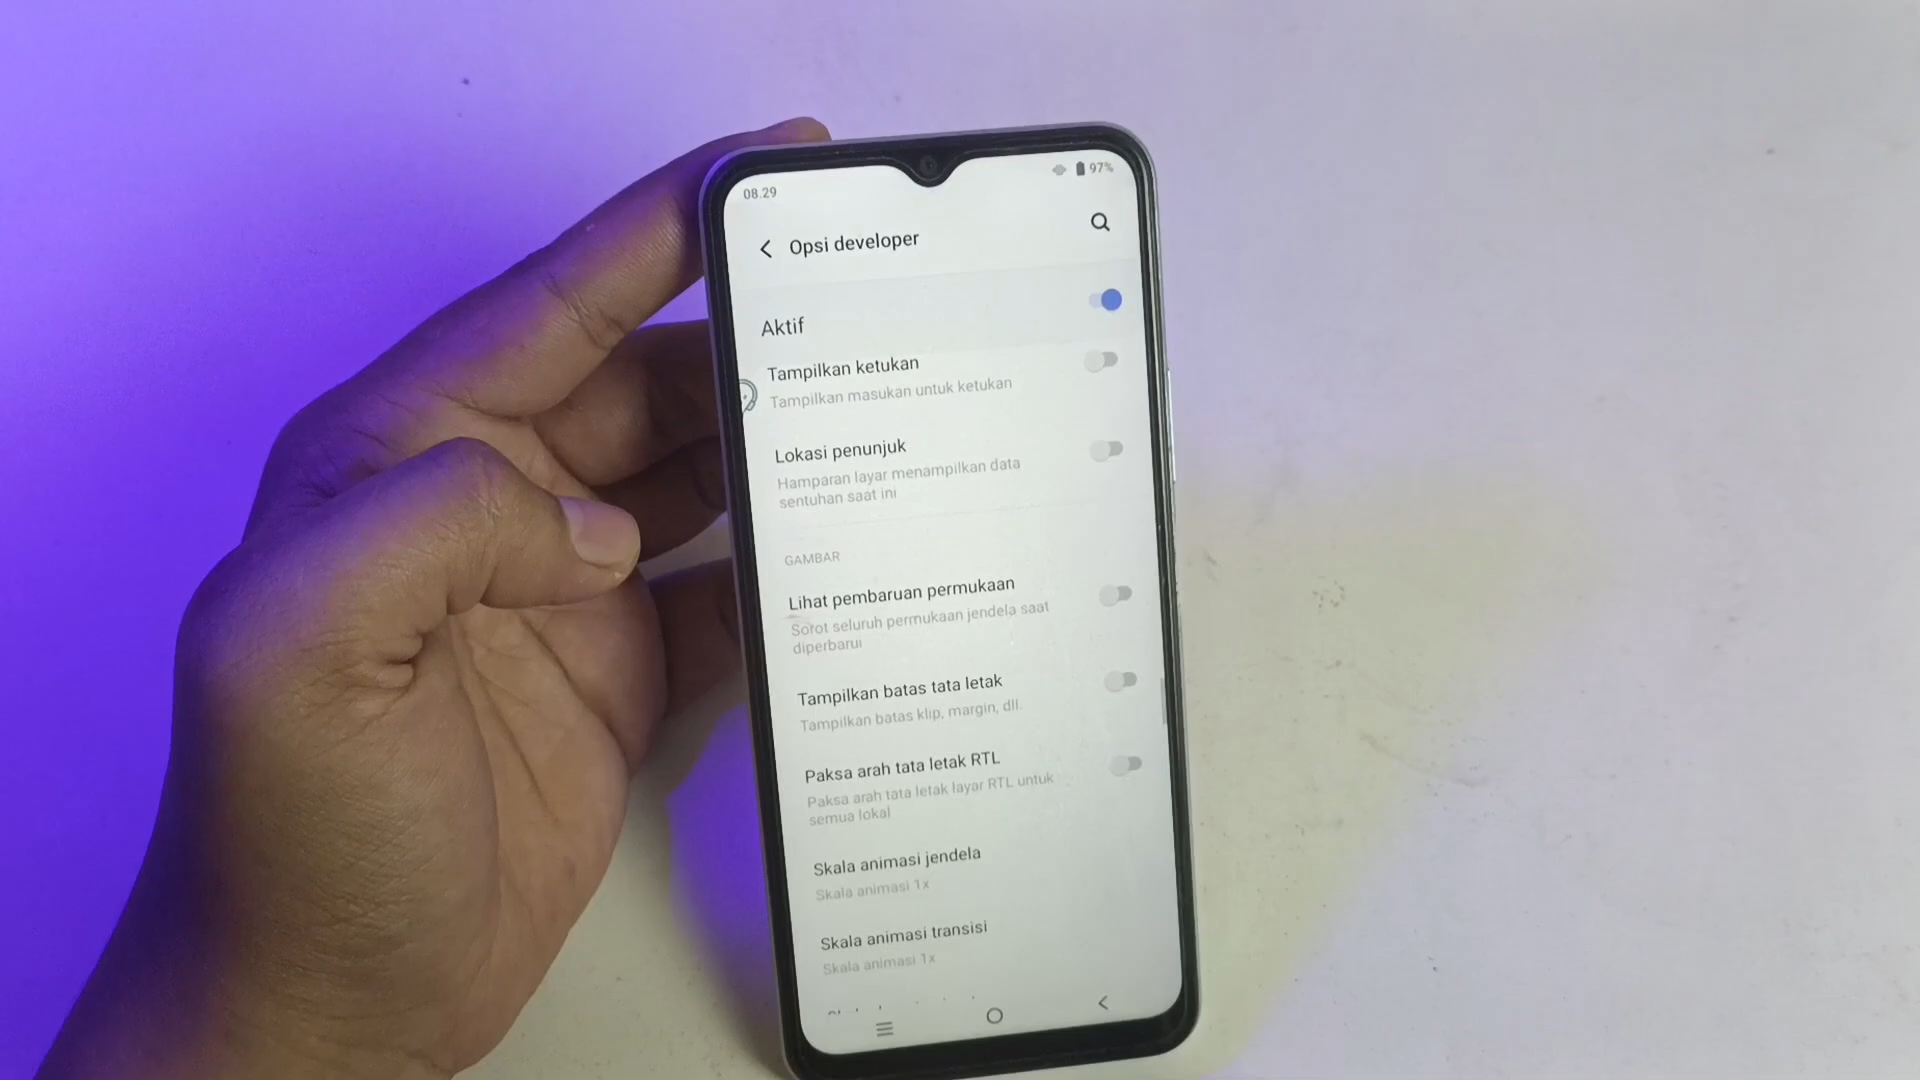 08.29
97%
Opsi developer
Aktif
Tampilkan ketukan
Tampilkan masukan untuk ketukan
Lokasi penunjuk
Hamparan layar menampilkan data
sentuhan saat ini
GAMBAR
Lihat pembaruan permukaan
Sorot seluruh permukaan jendela saat
diperbarui
Tampilkan batas tata letak
Tampilkan batas klip, margin, dll.
Paksa arah tata letak RTL
Paksa arah tata letak layar RTL untuk
semua lokal
Skala animasi jendela
Skala animasi 1x
Skala animasi transisi
Skala animasi 1x